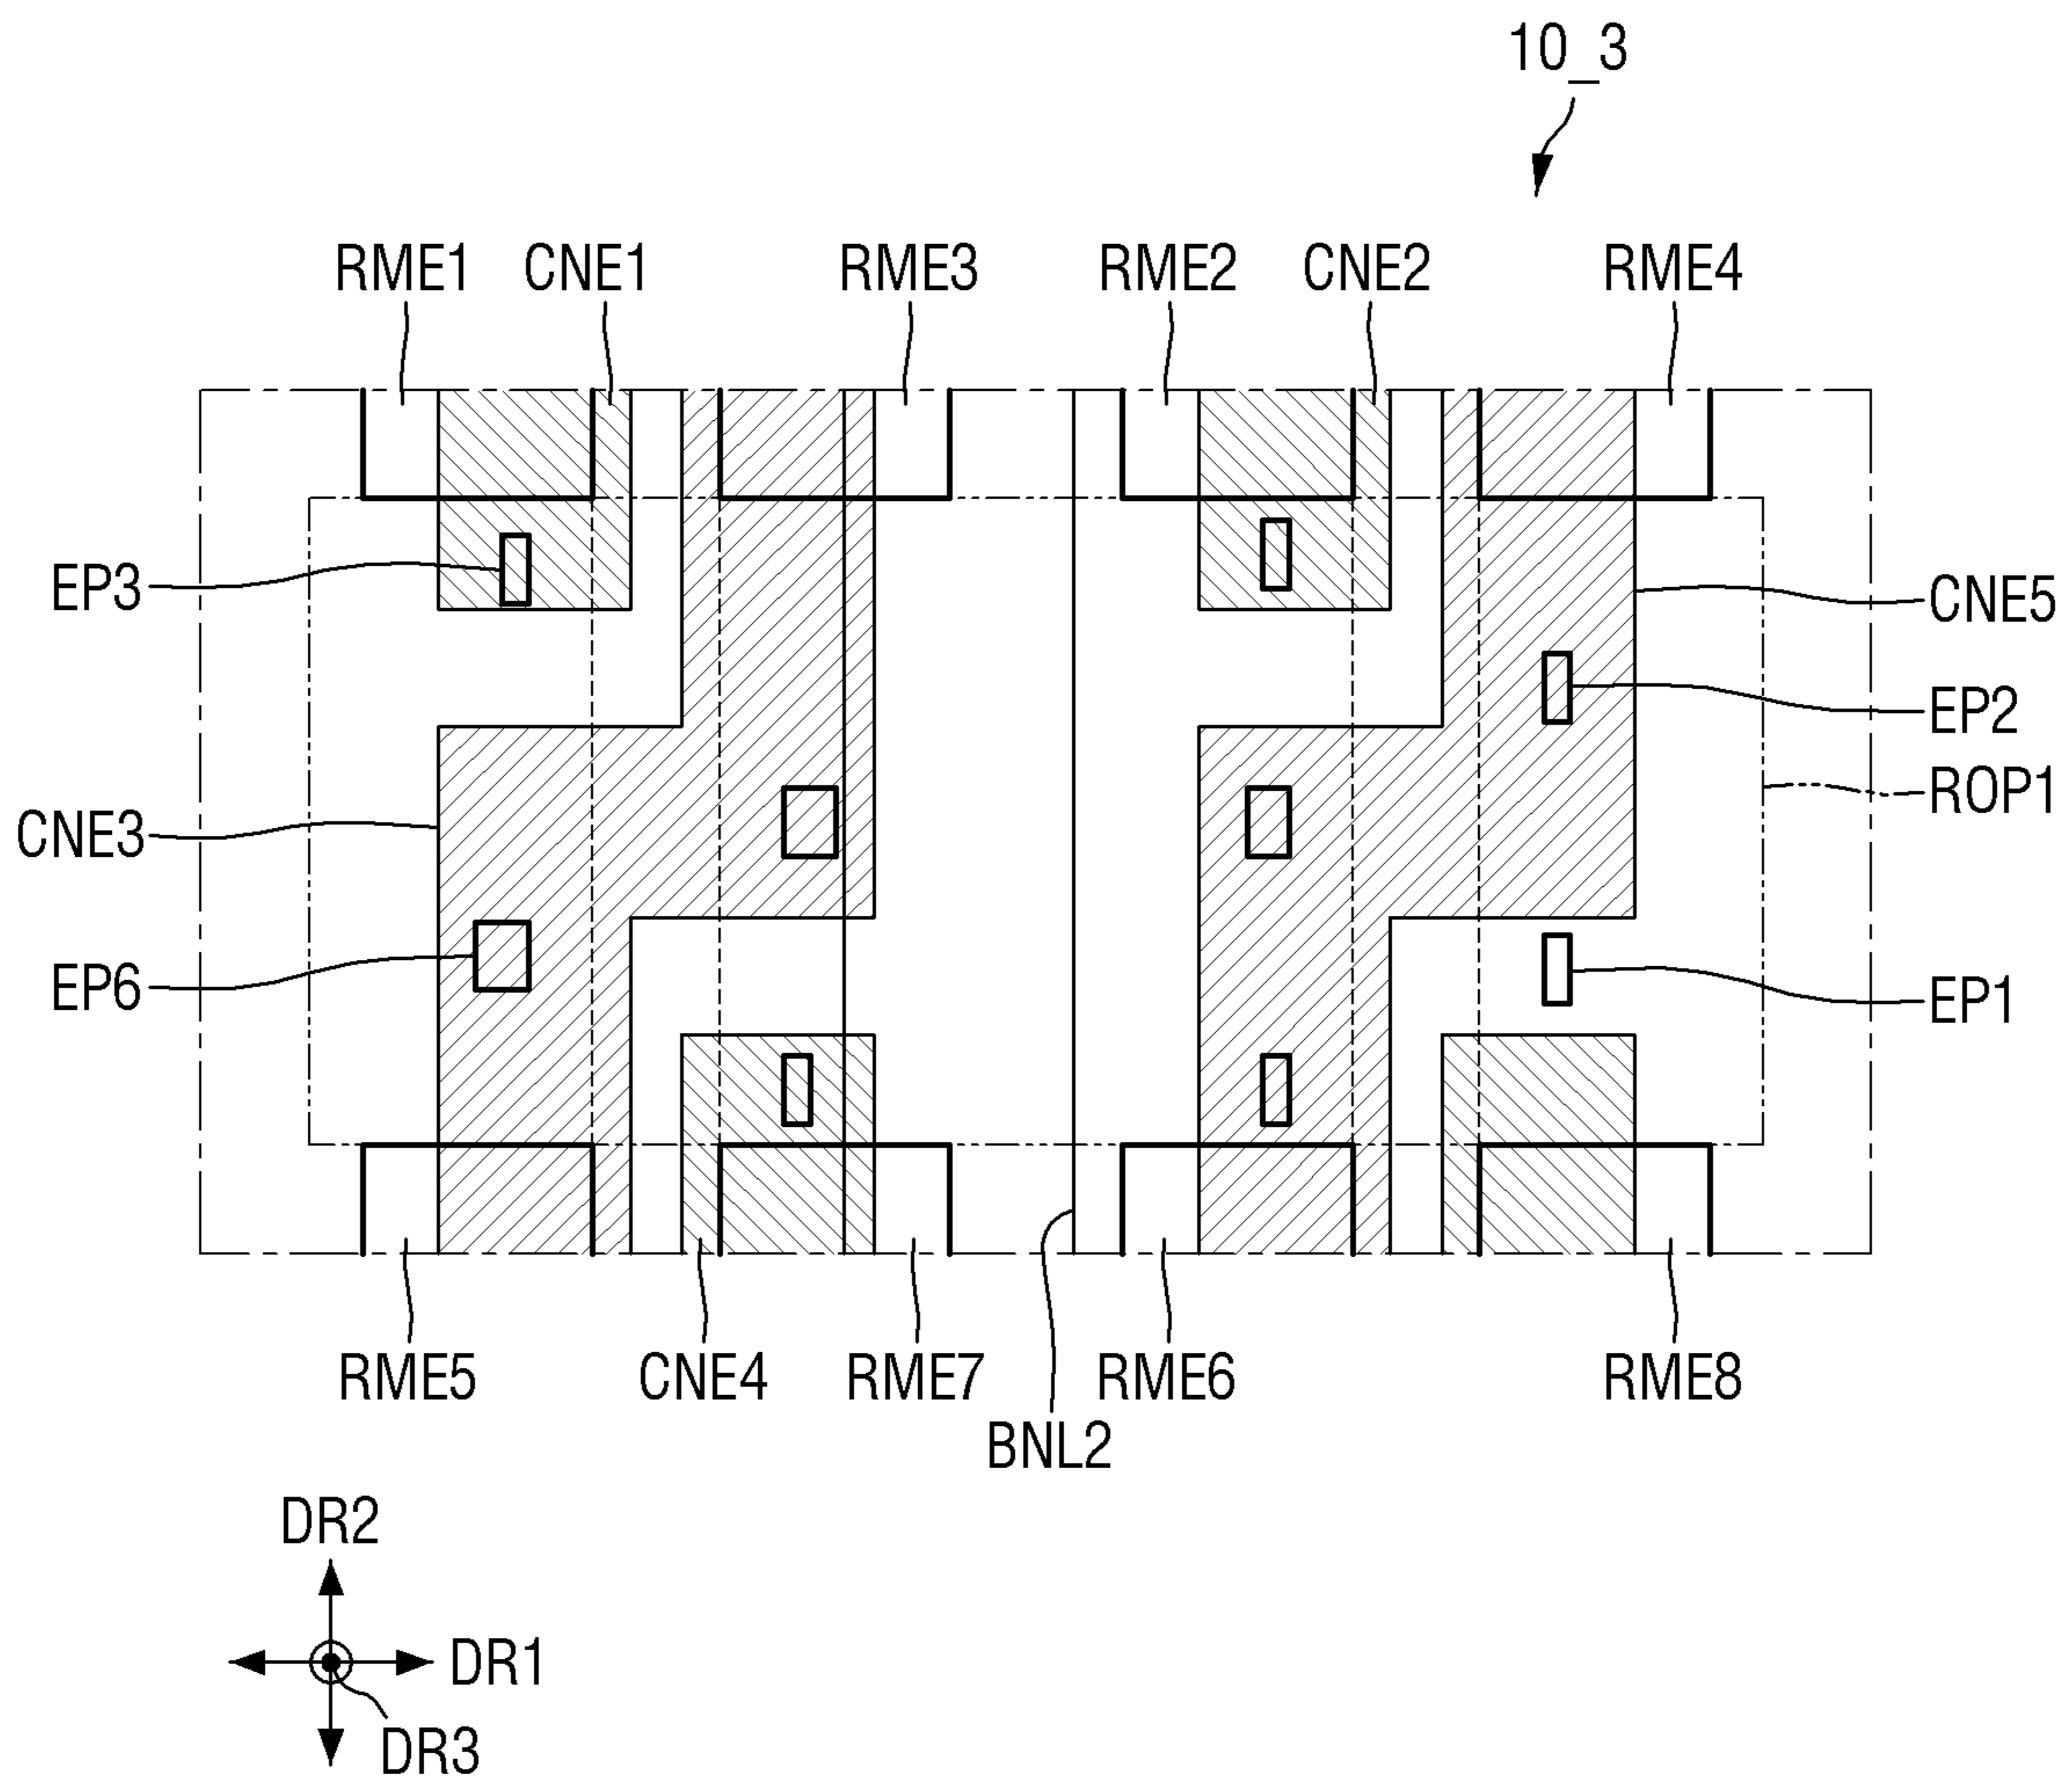 10_3
RME1 CNE1 RME3 RME2 CNE2 RME4
EP3
CNE5
EP2
ROP1
CNE3
EP6
EP1
RME5 CNE4 RME7 RME6 RME8
BNL2
DR2
DR1
DR3